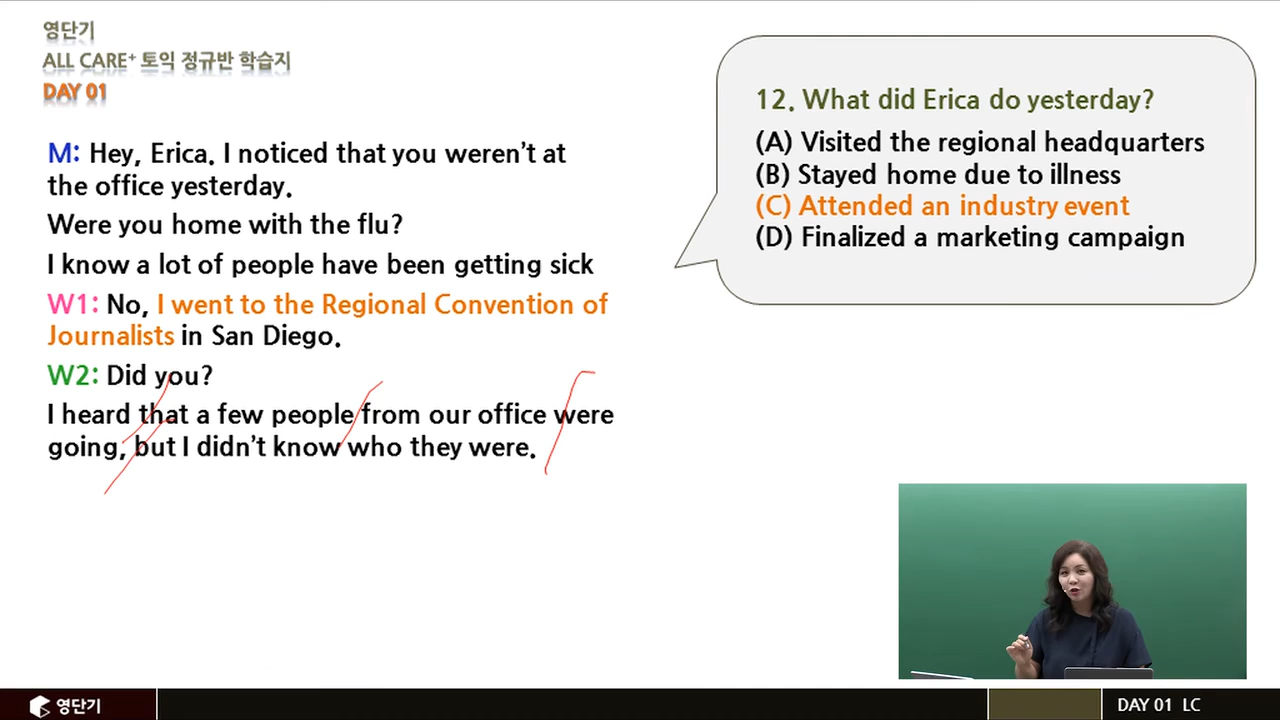 영단기
ALL CARE+ 토익 정규반 학습지
DAY 01
M: Hey, Erica. I noticed that you weren't at
the office yesterday.
Were you home with the flu?
I know a lot of people have been getting sick
W1: No, I went to the Regional Convention of
Journalists in San Diego.
W2: Did you?
I heard that a few people from our office were
going, but I didn't know who they were.
12. What did Erica do yesterday?
(A) Visited the regional headquarters
(B) Stayed home due to illness
(C) Attended an industry event
(D) Finalized a marketing campaign
영단기
DAY 01 LC